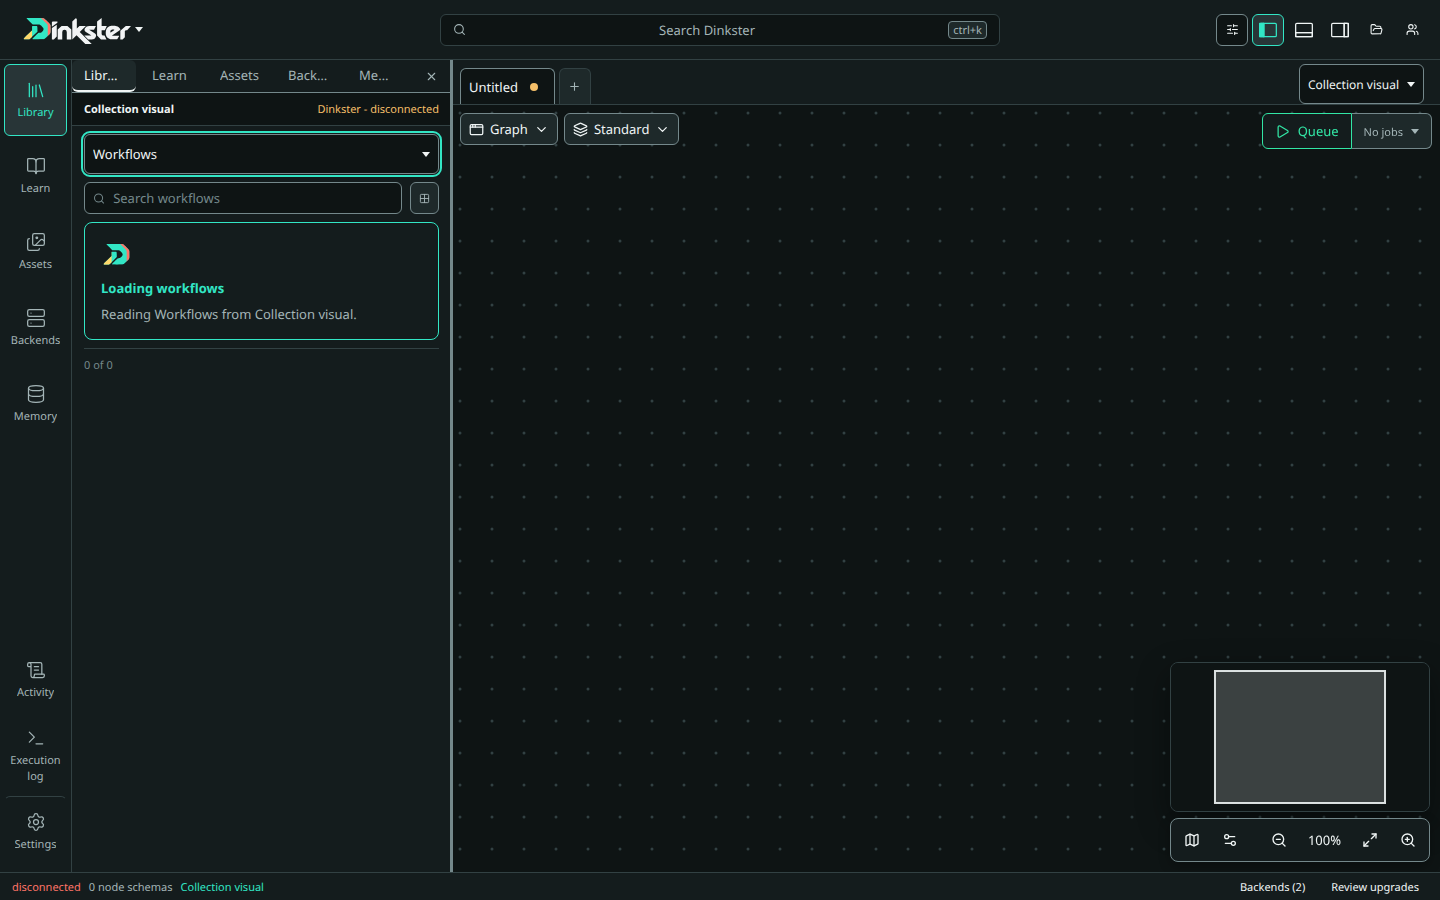 Dinkster
Search Dinkster
ctrl+k
Library
Learn
Assets
Backends
Memory
Activity
Execution
log
Settings
Libr...
Learn
Assets
Back...
Me...
Collection visual
Dinkster - disconnected
Workflows
Search workflows
Loading workflows
Reading Workflows from Collection visual.
0 of 0
Untitled
Collection visual
Graph
Standard
Queue
No jobs
100%
disconnected
0 node schemas
Collection visual
Backends (2)
Review upgrades